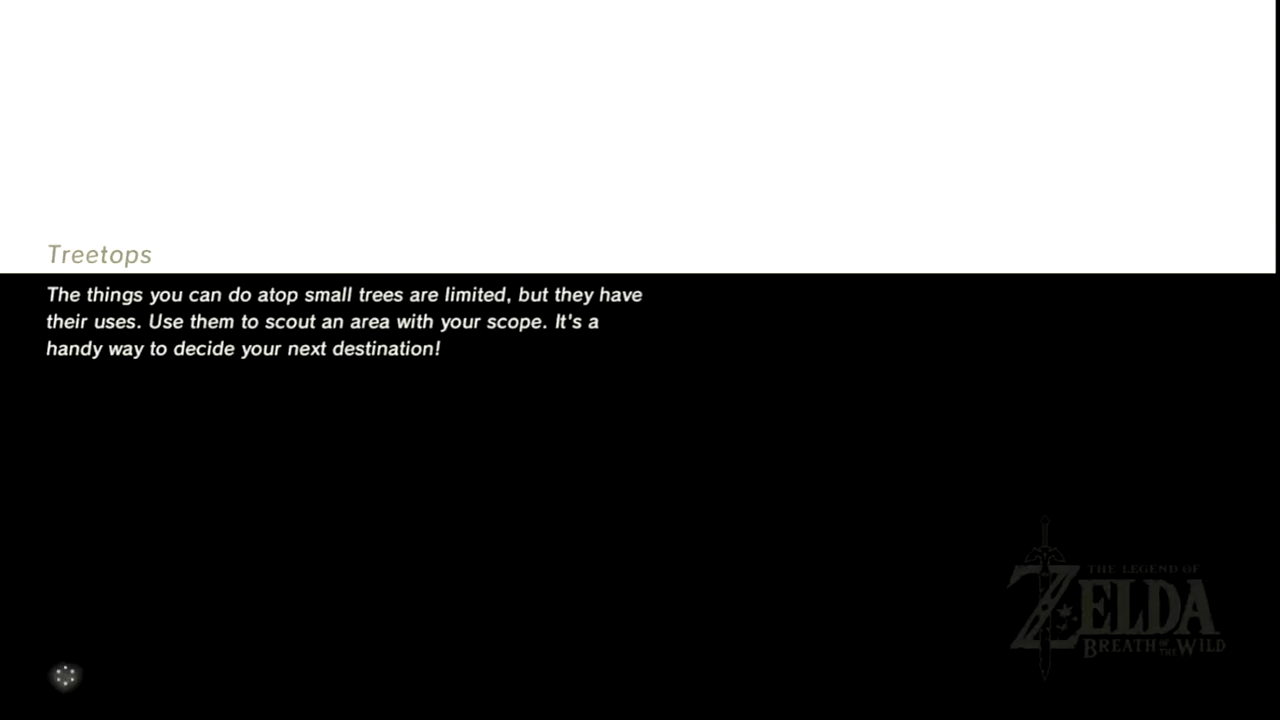 Treetops
The things you can do atop small trees are limited, but they have
their uses. Use them to scout an area with your scope. It's a
handy way to decide your next destination!
THE LEGEND OF
ZELDA
BREATH OF THE WILD